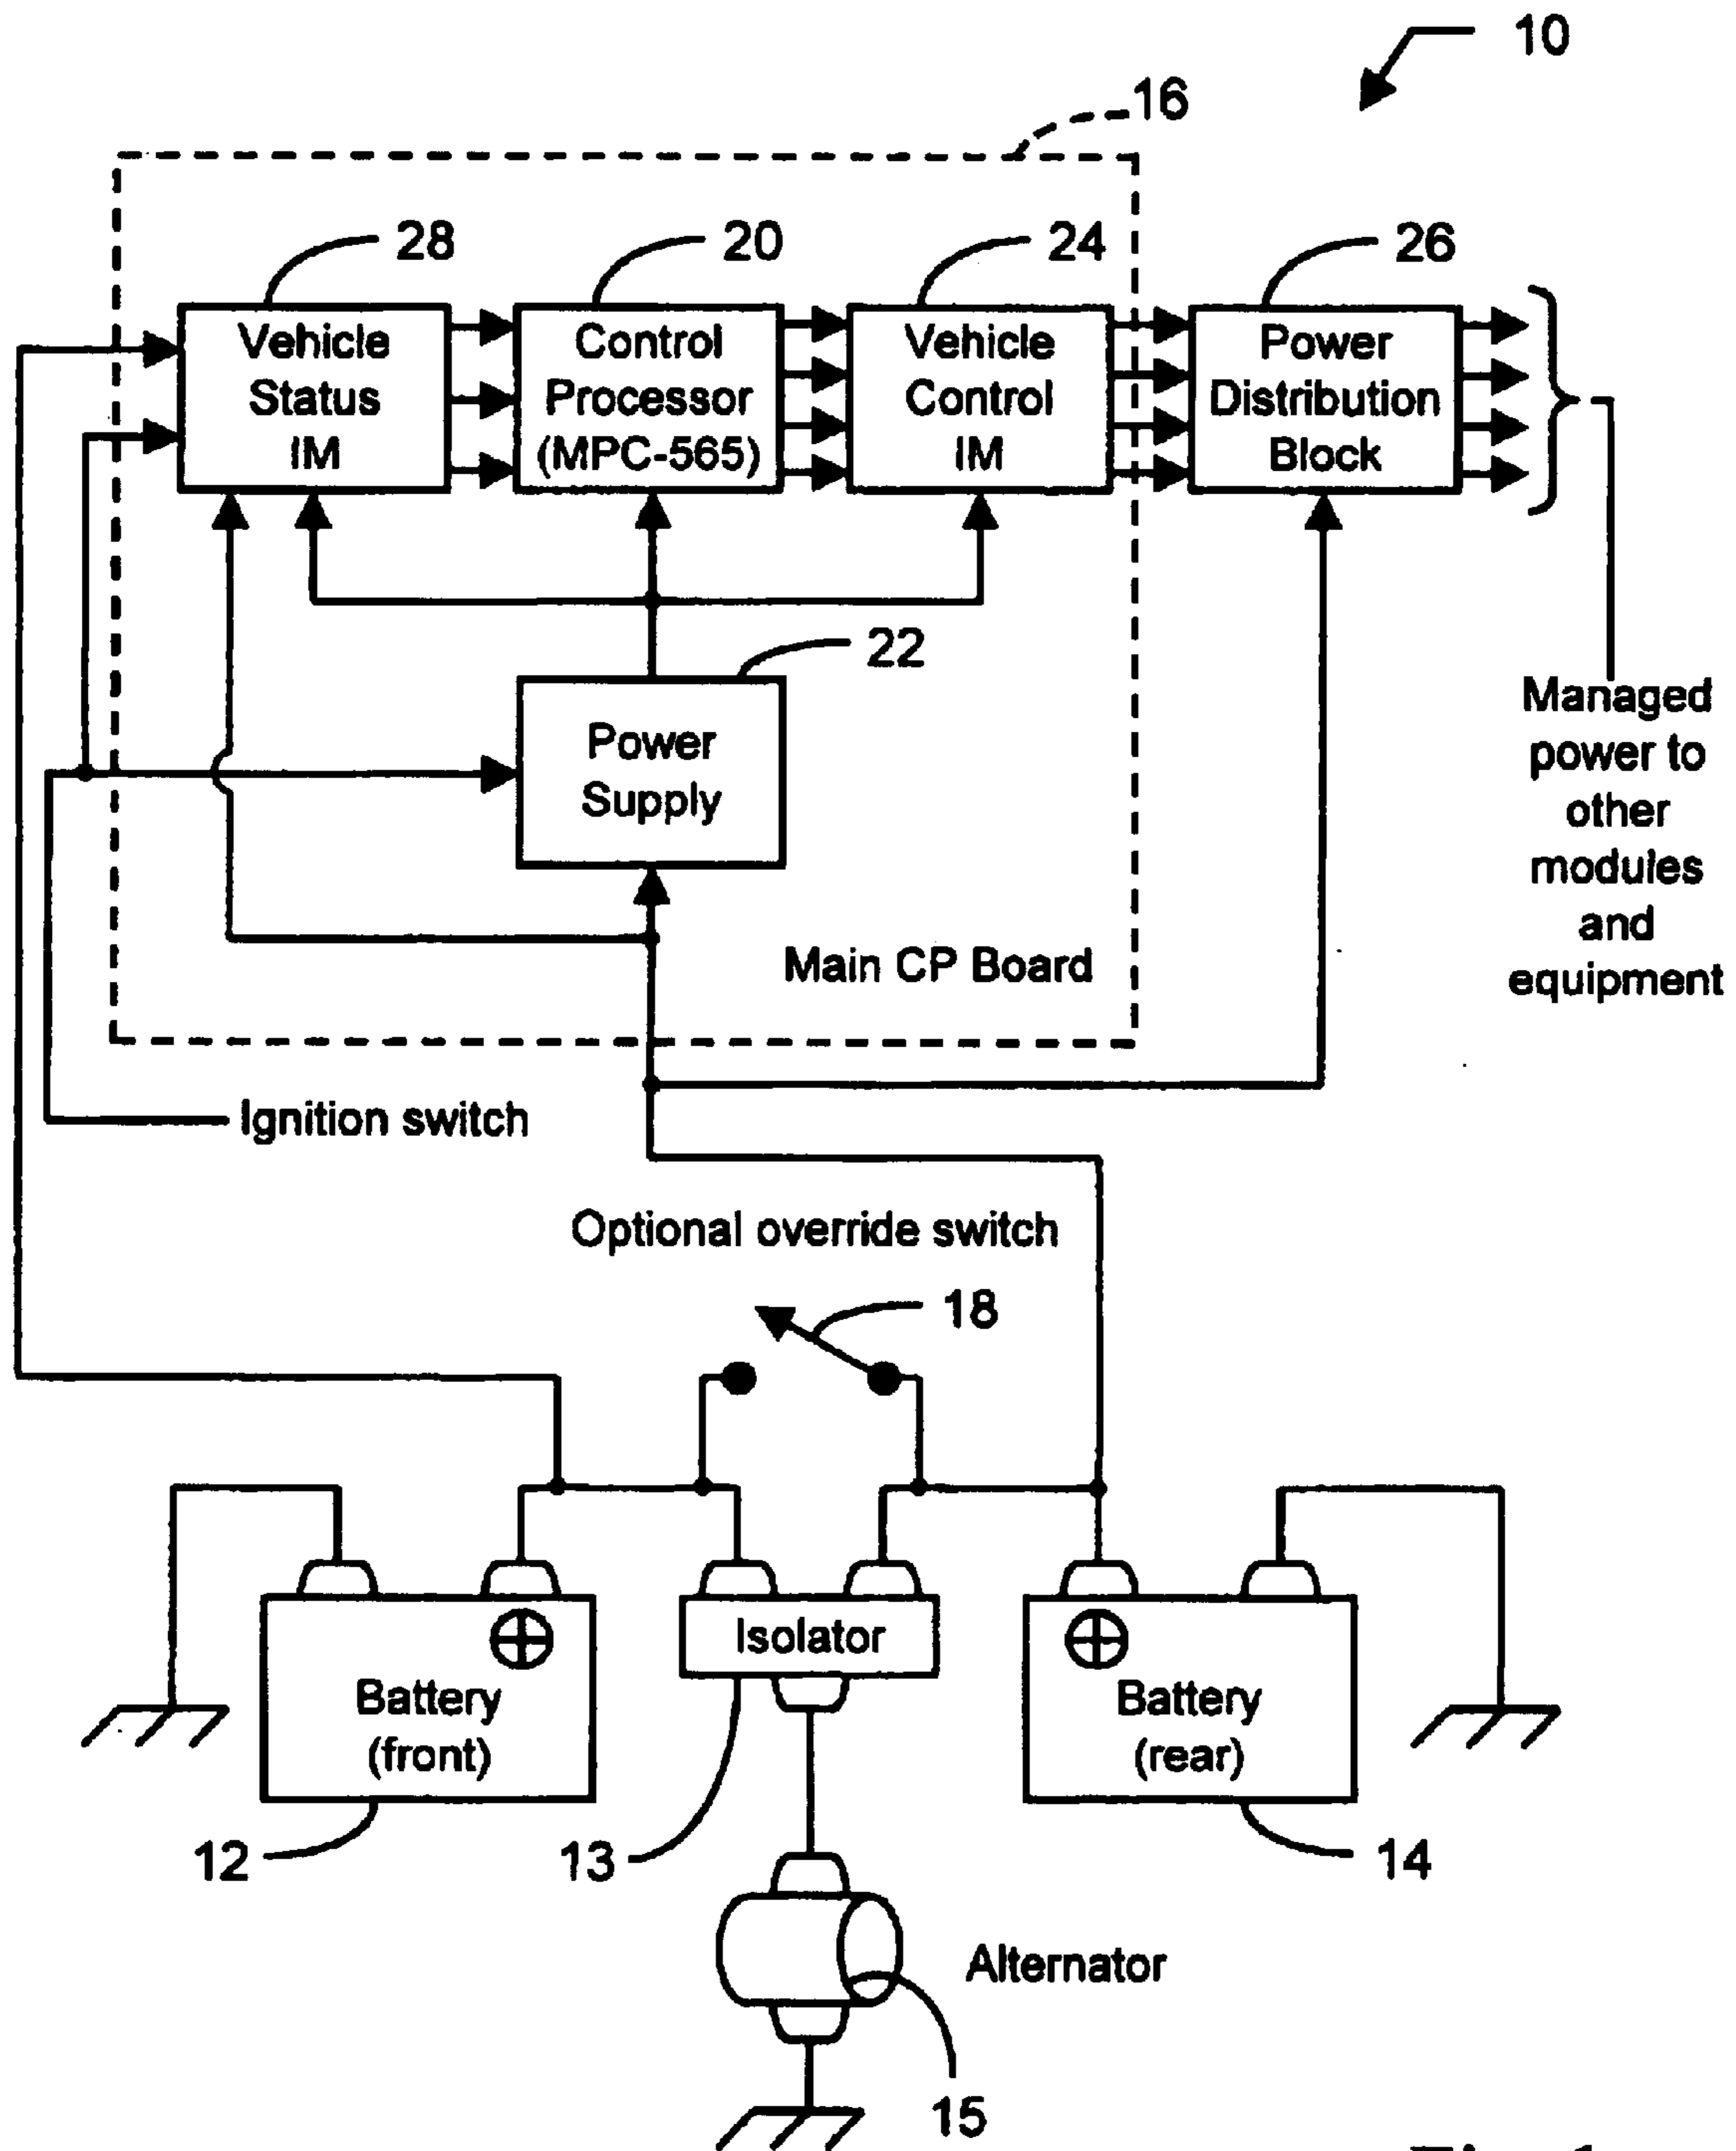 10
16
28
20
24
26
Vehicle
Status
IM
Control
Processor
(MPC-565)
Vehicle
Control
IM
Power
Distribution
Block
22
Power
Supply
Managed
power to
other
modules
and
equipment
Main CP Board
Ignition switch
Optional override switch
18
Isolator
Battery
(front)
Battery
(rear)
12
13
14
Alternator
15